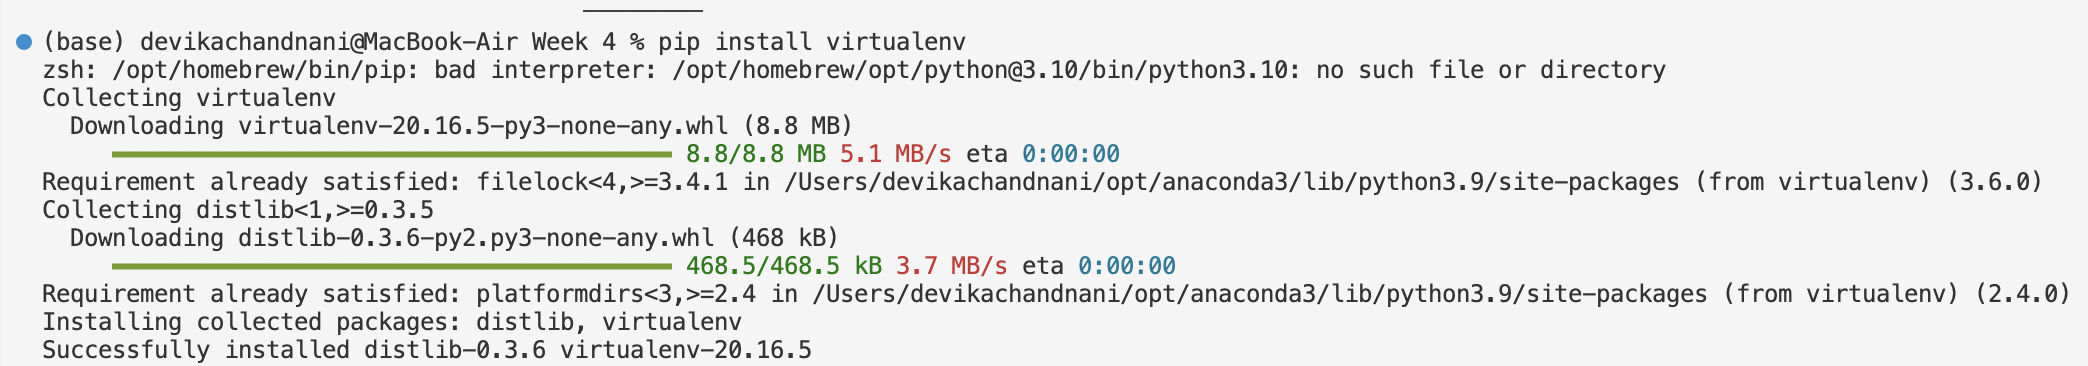 (base) devikachandnani@MacBook-Air Week 4 % pip install virtualenv
zsh: /opt/homebrew/bin/pip: bad interpreter: /opt/homebrew/opt/python@3.10/bin/python3.10: no such file or directory
Collecting virtualenv
  Downloading virtualenv-20.16.5-py3-none-any.whl (8.8 MB)
8.8/8.8 MB 5.1 MB/s eta 0:00:00
Requirement already satisfied: filelock<4,>=3.4.1 in /Users/devikachandnani/opt/anaconda3/lib/python3.9/site-packages (from virtualenv) (3.6.0)
Collecting distlib<1,>=0.3.5
  Downloading distlib-0.3.6-py2.py3-none-any.whl (468 kB)
468.5/468.5 kB 3.7 MB/s eta 0:00:00
Requirement already satisfied: platformdirs<3,>=2.4 in /Users/devikachandnani/opt/anaconda3/lib/python3.9/site-packages (from virtualenv) (2.4.0)
Installing collected packages: distlib, virtualenv
Successfully installed distlib-0.3.6 virtualenv-20.16.5